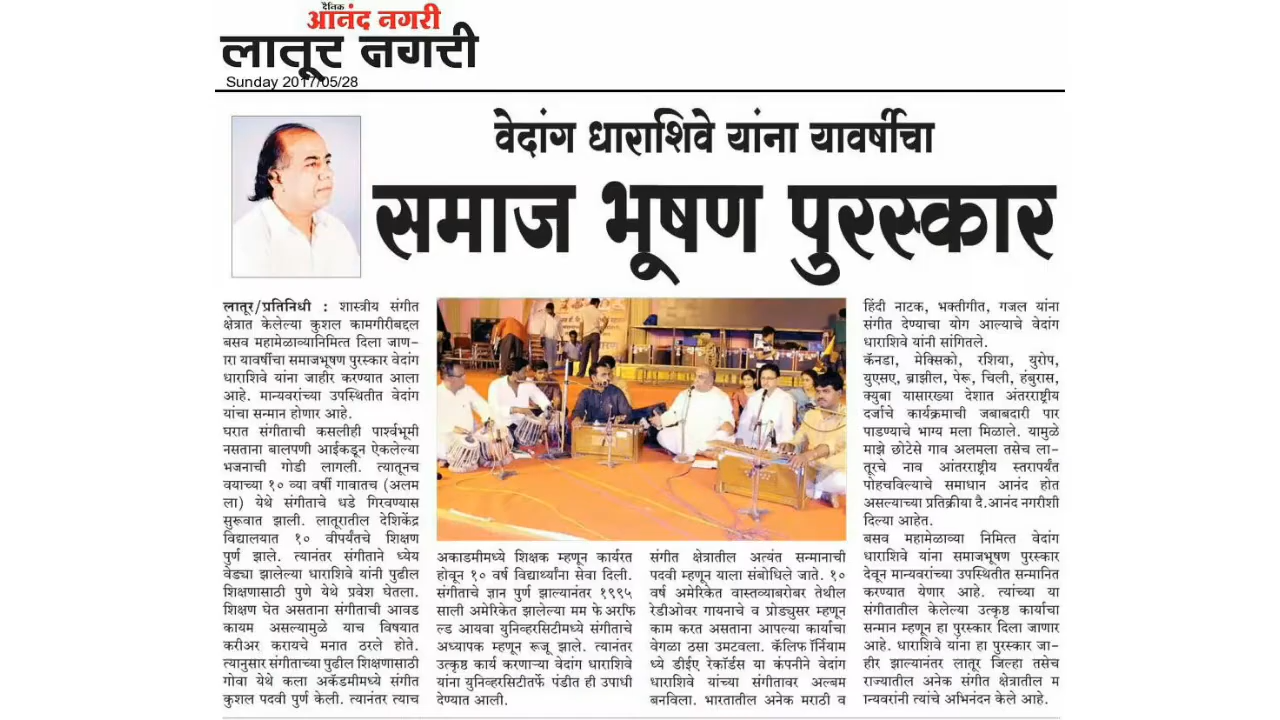 दैनिक
आनंद नगरी
लातूर नगरी
Sunday 2017/05/28
वेदांग धाराशिवे यांना यावर्षीचा
समाज भूषण पुरस्कार
लातूर/प्रतिनिधी : शास्त्रीय संगीत
क्षेत्रात केलेल्या कुशल कामगीरीबद्दल
बसव महामेळाव्यानिमित्त दिला जाण-
ारा यावर्षीचा समाजभूषण पुरस्कार वेदांग
धाराशिवे यांना जाहीर करण्यात आला
आहे. मान्यवरांच्या उपस्थितीत वेदांग
यांचा सन्मान होणार आहे.
घरात संगीताची कसलीही पार्श्वभूमी
नसताना बालपणी आईकडून ऐकलेल्या
भजनाची गोडी लागली. त्यातूनच
वयाच्या १० व्या वर्षी गावातच (अलम
ला) येथे संगीताचे धडे गिरवण्यास
सुरूवात झाली. लातूरातील देशिकेंद्र
विद्यालयात १० वीपर्यंतचे शिक्षण
पुर्ण झाले. त्यानंतर संगीताने ध्येय
वेड्या झालेल्या धाराशिवे यांनी पुढील
शिक्षणासाठी पुणे येथे प्रवेश घेतला.
शिक्षण घेत असताना संगीताची आवड
कायम असल्यामुळे याच विषयात
करीअर करायचे मनात ठरले होते.
त्यानुसार संगीताच्या पुढील शिक्षणासाठी
गोवा येथे कला अकॅडमीमध्ये संगीत
कुशल पदवी पुर्ण केली. त्यानंतर त्याच
अकाडमीमध्ये शिक्षक म्हणून कार्यरत
होवून १० वर्ष विद्यार्थ्यांना सेवा दिली.
संगीताचे ज्ञान पुर्ण झाल्यानंतर १९९५
साली अमेरिकेत झालेल्या मम फे अरफि
ल्ड आयवा युनिव्हरसिटीमध्ये संगीताचे
अध्यापक म्हणून रूजू झाले. त्यानंतर
उत्कृष्ठ कार्य करणाऱ्या वेदांग धाराशिवे
यांना युनिव्हरसिटीतर्फे पंडीत ही उपाधी
देण्यात आली.
संगीत क्षेत्रातील अत्यंत सन्मानाची
पदवी म्हणून याला संबोधिले जाते. १०
वर्ष अमेरिकेत वास्तव्याबरोबर तेथील
रेडीओवर गायनाचे व प्रोड्युसर म्हणून
काम करत असताना आपल्या कार्याचा
वेगळा ठसा उमटवला. कॅलिफ र्ॉर्नियाम
ध्ये डीईए रेकॉर्डस या कंपनीने वेदांग
धाराशिवे यांच्या संगीतावर अल्बम
बनविला. भारतातील अनेक मराठी व
हिंदी नाटक, भक्तीगीत, गजल यांना
संगीत देण्याचा योग आल्याचे वेदांग
धाराशिवे यांनी सांगितले.
कॅनडा, मेक्सिको, रशिया, युरोप,
युएसए, ब्राझील, पेरू, चिली, हंबुरास,
क्युबा यासारख्या देशात अंतरराष्ट्रीय
दर्जाचे कार्यक्रमाची जबाबदारी पार
पाडण्याचे भाग्य मला मिळाले. यामुळे
माझे छोटेसे गाव अलमला तसेच ला-
तूरचे नाव आंतरराष्ट्रीय स्तरापर्यंत
पोहचविल्याचे समाधान आनंद होत
असल्याच्या प्रतिक्रीया दै.आनंद नगरीशी
दिल्या आहेत.
बसव महामेळाव्या निमित्त वेदांग
धाराशिवे यांना समाजभूषण पुरस्कार
देवून मान्यवरांच्या उपस्थितीत सन्मानित
करण्यात येणार आहे. त्यांच्या या
संगीतातील केलेल्या उत्कृष्ठ कार्याचा
सन्मान म्हणून हा पुरस्कार दिला जाणार
आहे. धाराशिवे यांना हा पुरस्कार जा-
हीर झाल्यानंतर लातूर जिल्हा तसेच
राज्यातील अनेक संगीत क्षेत्रातील म
ान्यवरांनी त्यांचे अभिनंदन केले आहे.